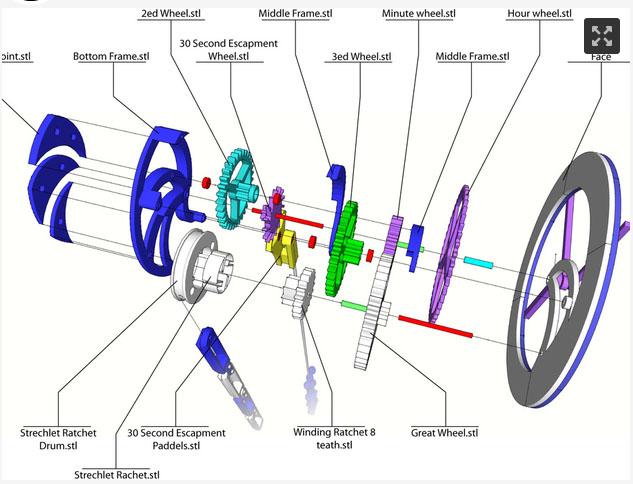 2ed Wheel.stl
Middle Frame.stl
Minute wheel.stl
Hour wheel.stl
30 Second Escapment
Wheel.stl
oint.stl
Bottom Frame.stl
3ed Wheel.stl
Middle Frame.stl
Face
Strechlet Ratchet
Drum.stl
30 Second Escapment
Paddels.stl
Winding Ratchet 8
teath.stl
Great Wheel.stl
Strechlet Rachet.stl